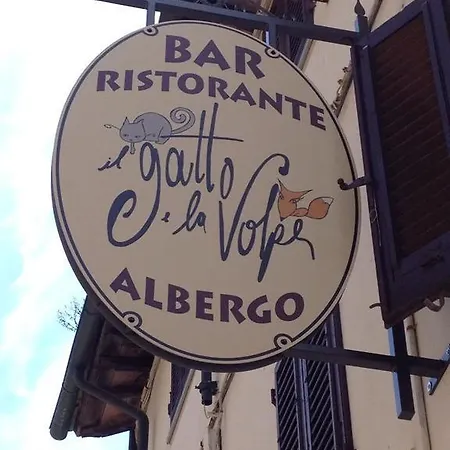 BAR
RISTORANTE
il gatto
e la Volpe
ALBERGO